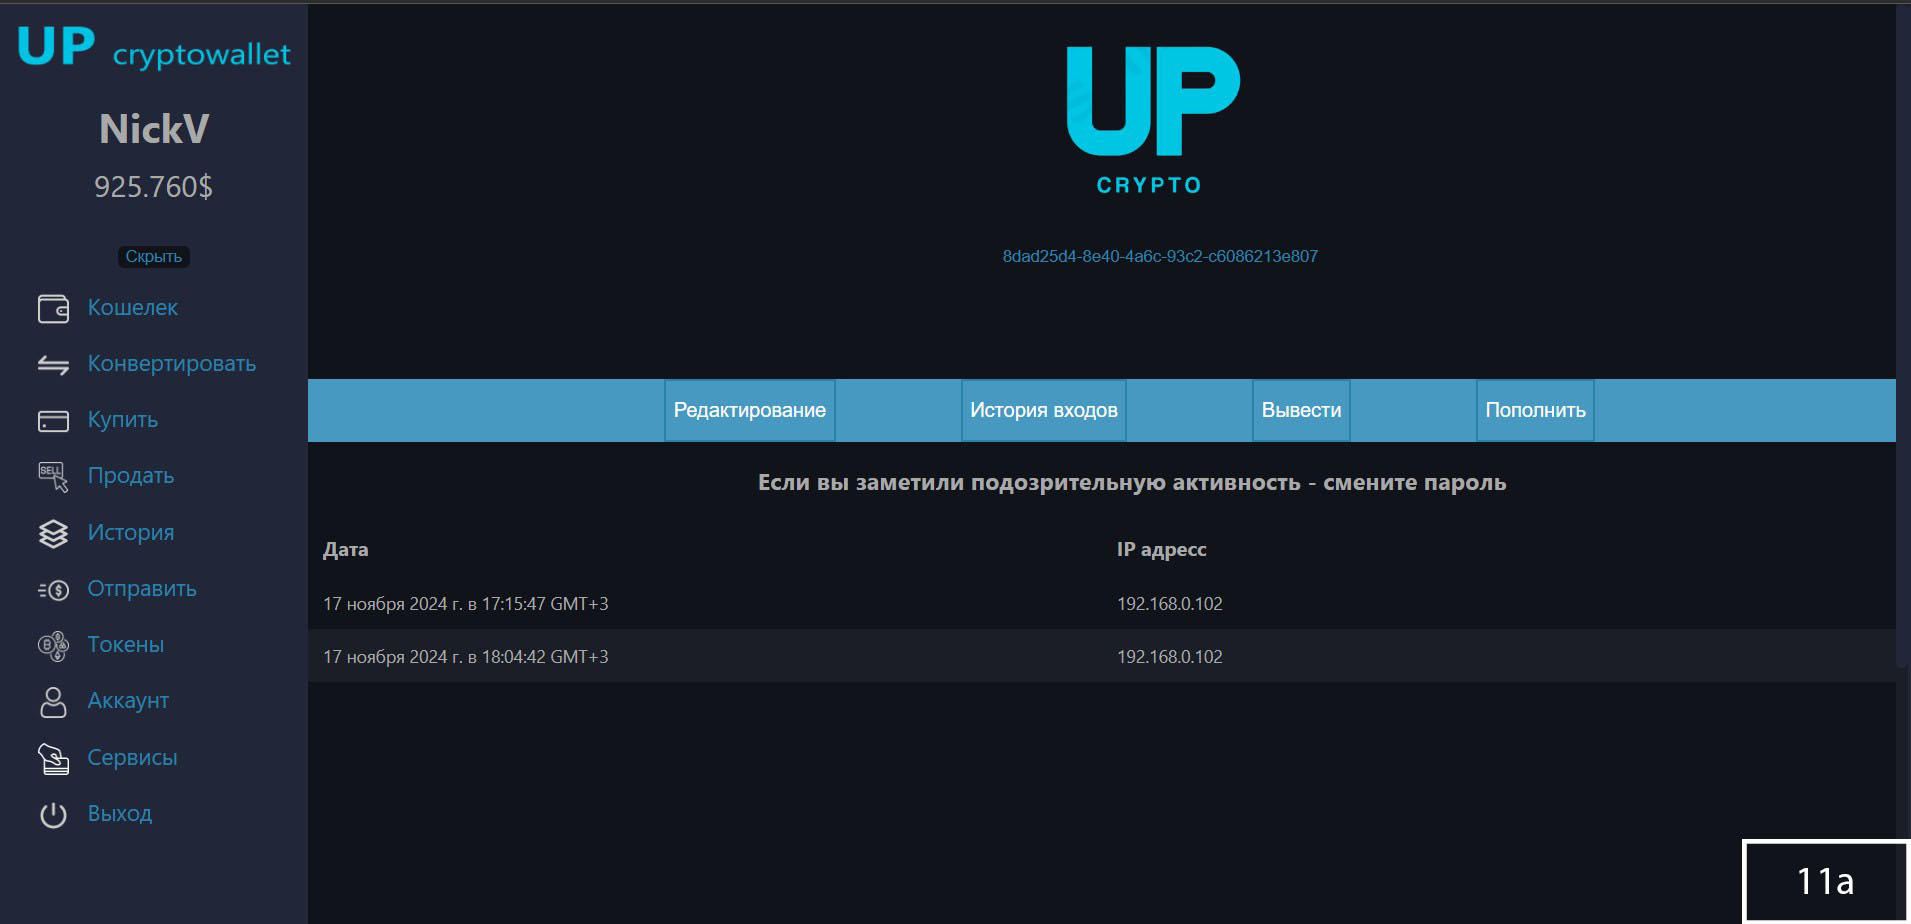 UP cryptowallet
NickV
925.760$
Скрыть
Кошелек
Конвертировать
Купить
SELL
Продать
История
Отправить
Токены
Аккаунт
Сервисы
Выход
UP
CRYPTO
8dad25d4-8e40-4a6c-93c2-c6086213e807
Редактирование История входов Вывести Пополнить
Если вы заметили подозрительную активность - смените пароль
Дата IP адресс
17 ноября 2024 г. в 17:15:47 GMT+3 192.168.0.102
17 ноября 2024 г. в 18:04:42 GMT+3 192.168.0.102
11a